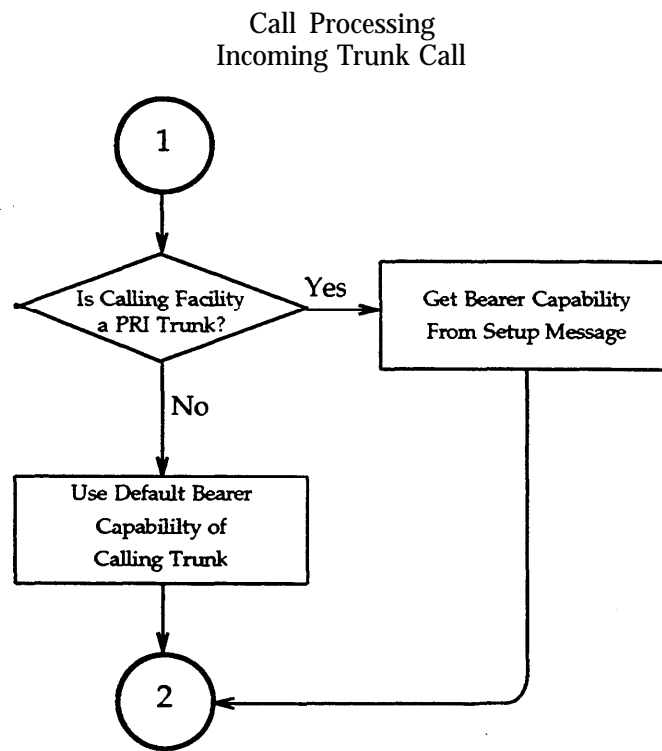 Call Processing
Incoming Trunk Call
1
Is Calling Facility
a PRI Trunk?
Yes
Get Bearer Capability
From Setup Message
No
Use Default Bearer
Capabililty of
Calling Trunk
2